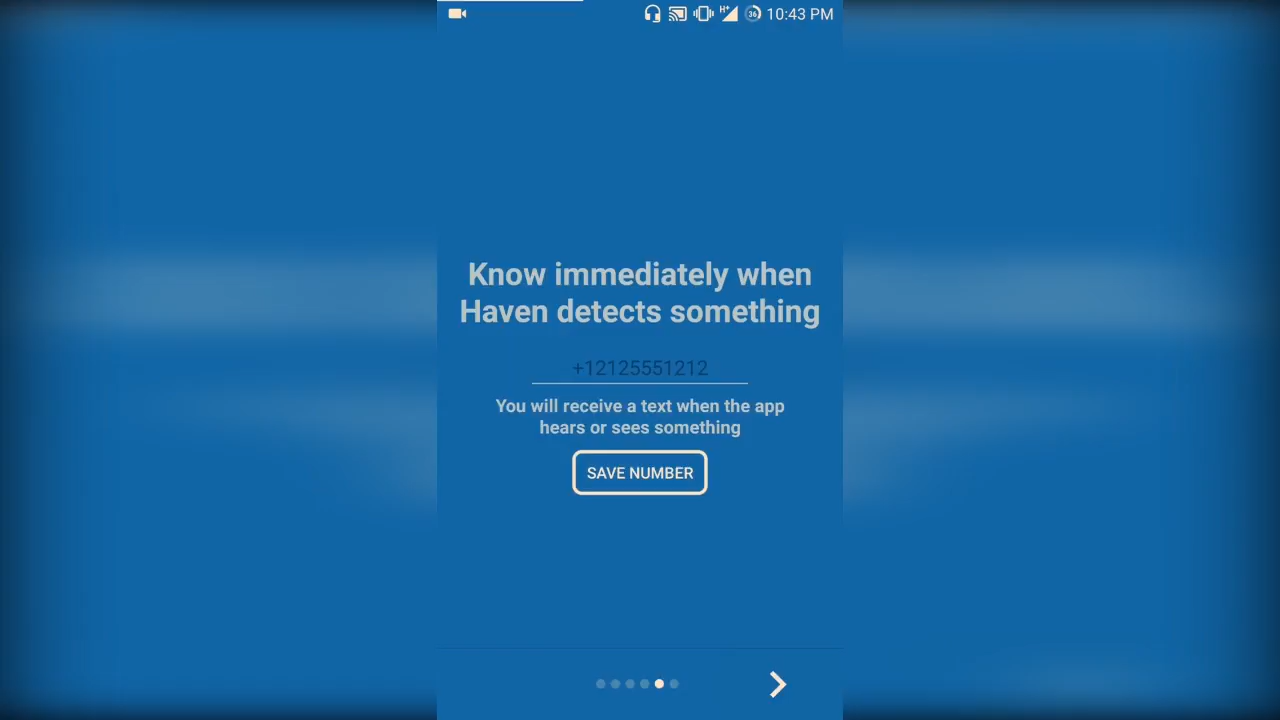 H+ 36 10:43 PM
Know immediately when
Haven detects something
+12125551212
You will receive a text when the app
hears or sees something
SAVE NUMBER